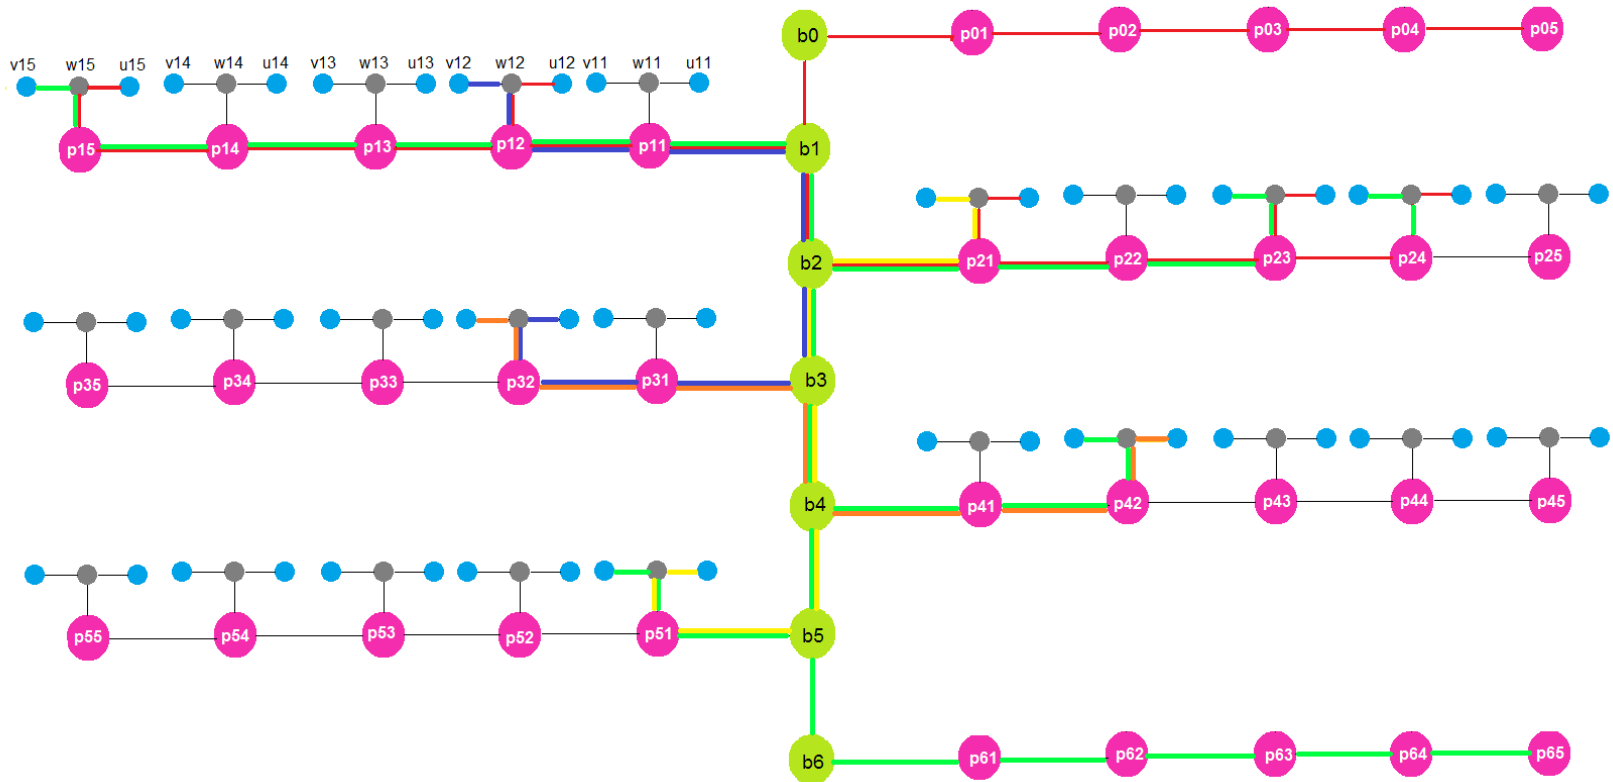 b0 p01 p02 p03 p04 p05
v15 w15 u15 v14 w14 u14 v13 w13 u13 v12 w12 u12 v11 w11 u11
p15 p14 p13 p12 p11 b1
b2 p21 p22 p23 p24 p25
p35 p34 p33 p32 p31 b3
b4 p41 p42 p43 p44 p45
p55 p54 p53 p52 p51 b5
b6 p61 p62 p63 p64 p65